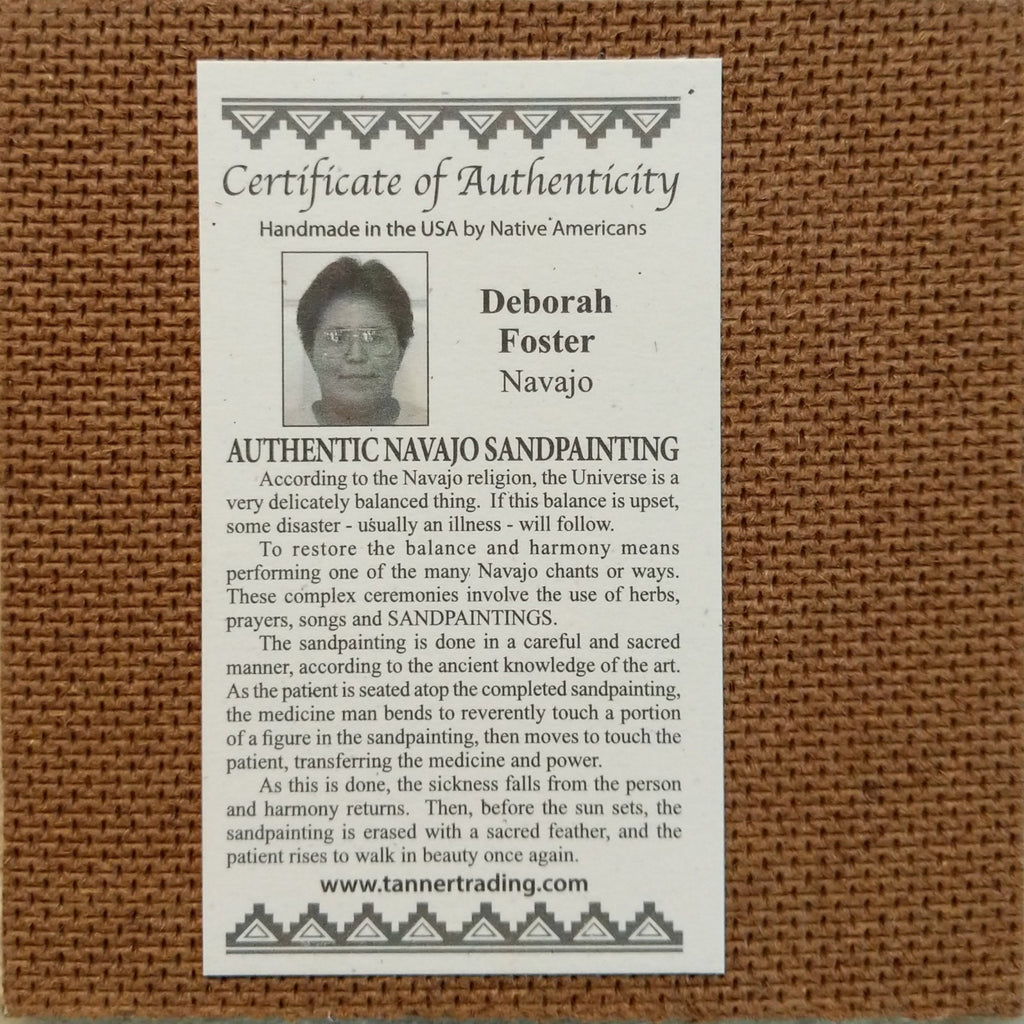 Certificate of Authenticity
Handmade in the USA by Native Americans
Deborah
Foster
Navajo
AUTHENTIC NAVAJO SANDPAINTING
According to the Navajo religion, the Universe is a
very delicately balanced thing. If this balance is upset,
some disaster - usually an illness - will follow.
To restore the balance and harmony means
performing one of the many Navajo chants or ways.
These complex ceremonies involve the use of herbs,
prayers, songs and SANDPAINTINGS.
The sandpainting is done in a careful and sacred
manner, according to the ancient knowledge of the art.
As the patient is seated atop the completed sandpainting,
the medicine man bends to reverently touch a portion
of a figure in the sandpainting, then moves to touch the
patient, transferring the medicine and power.
As this is done, the sickness falls from the person
and harmony returns. Then, before the sun sets, the
sandpainting is erased with a sacred feather, and the
patient rises to walk in beauty once again.
www.tannertrading.com